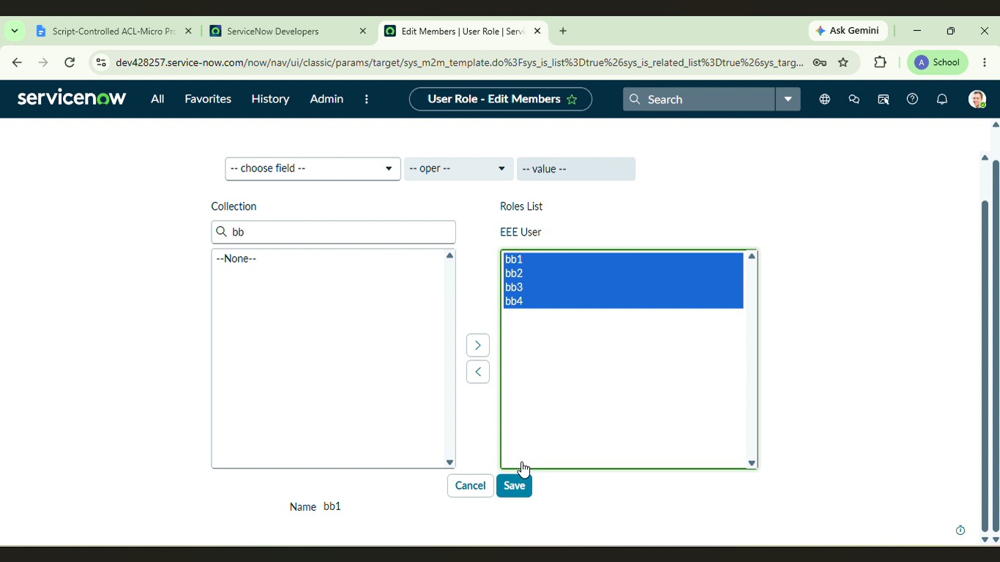 Script-Controlled ACL-Micro Pr
ServiceNow Developers
Edit Members | User Role | Servi
Ask Gemini
dev428257.service-now.com/now/nav/ui/classic/params/target/sys_m2m_template.do%3Fsys_is_list%3Dtrue%26sys_is_related_list%3Dtrue%26sys_targ...
A School
servicenow All Favorites History Admin User Role - Edit Members Search
-- choose field -- -- oper -- -- value --
Collection Roles List
bb EEE User
--None-- bb1
bb2
bb3
bb4
Cancel Save
Name bb1